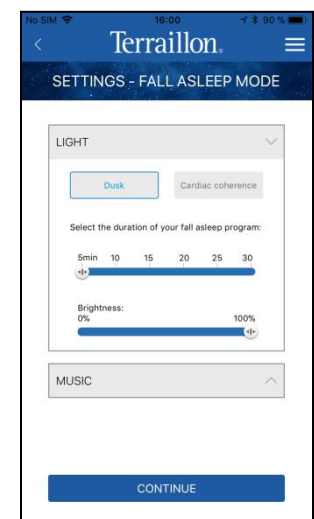 No SIM 16:00 90 %
Terraillon.
SETTINGS - FALL ASLEEP MODE
LIGHT
Dusk Cardiac coherence
Select the duration of your fall asleep program:
5min 10 15 20 25 30
Brightness:
0% 100%
MUSIC
CONTINUE